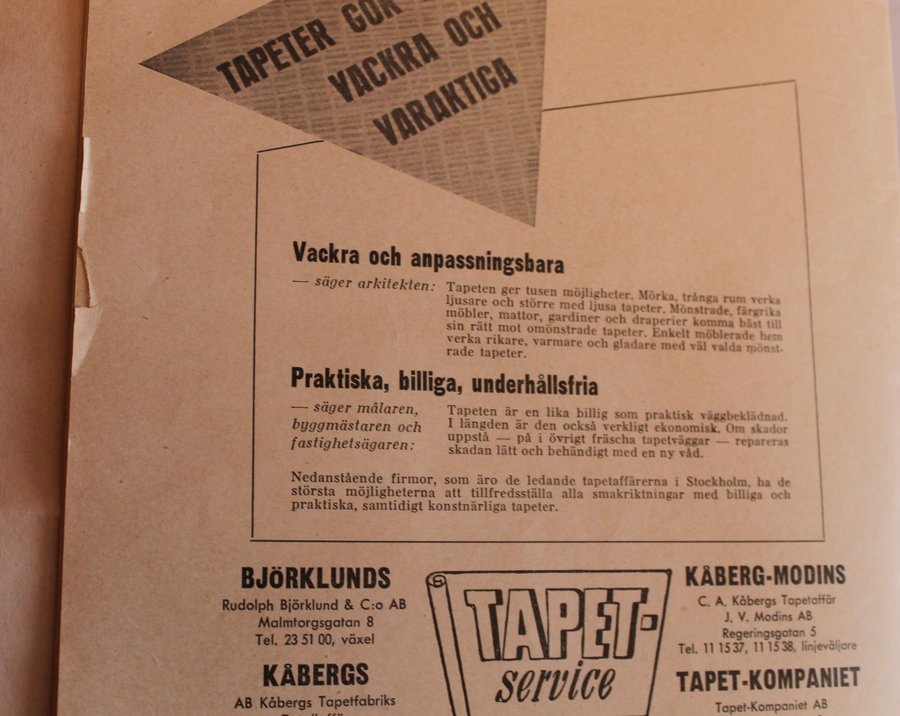 TAPETER GÖR
VACKRA OCH
VARAKTIGA
Vackra och anpassningsbara
— säger arkitekten:
Tapeten ger tusen möjligheter. Mörka, trånga rum verka
ljusare och större med ljusa tapeter. Mönstrade, färgrika
möbler, mattor, gardiner och draperier komma bäst till
sin rätt mot omönstrade tapeter. Enkelt möblerade hem
verka rikare, varmare och gladare med väl valda mönst-
rade tapeter.
Praktiska, billiga, underhållsfria
— säger målaren,
byggmästaren och
fastighetsägaren:
Tapeten är en lika billig som praktisk väggbeklädnad.
I längden är den också verkligt ekonomisk. Om skador
uppstå — på i övrigt fräscha tapetväggar — repareras
skadan lätt och behändigt med en ny våd.
Nedanstående firmor, som äro de ledande tapetaffärerna i Stockholm, ha de
största möjligheterna att tillfredsställa alla smakriktningar med billiga och
praktiska, samtidigt konstnärliga tapeter.
BJÖRKLUNDS
Rudolph Björklund & C:o AB
Malmtorgsgatan 8
Tel. 23 51 00, växel
KÅBERGS
AB Kåbergs Tapetfabriks
TAPET-
service
KÅBERG-MODINS
C. A. Kåbergs Tapetaffär
J. V. Modins AB
Regeringsgatan 5
Tel. 11 15 37, 11 15 38, linjeväljare
TAPET-KOMPANIET
Tapet-Kompaniet AB